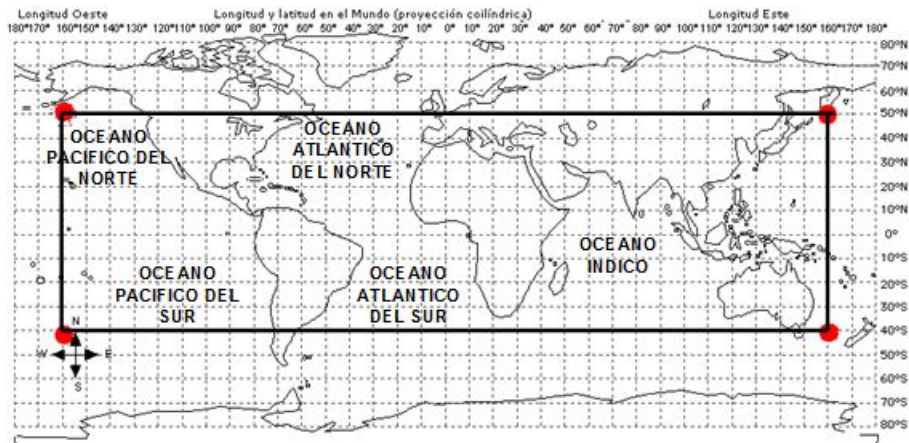 Longitud Oeste Longitud y latitud en el Mundo (proyección coilíndrica) Longitud Este
180° 170° 160° 150° 140° 130° 120° 110° 100° 90° 80° 70° 60° 50° 40° 30° 20° 10° 0° 10° 20° 30° 40° 50° 60° 70° 80° 90° 100° 110° 120° 130° 140° 150° 160° 170° 180°
80°N
70°N
60°N
50°N
40°N
30°N
20°N
10°N
0°
10°S
20°S
30°S
40°S
50°S
60°S
70°S
80°S
OCEANO
PACIFICO DEL
NORTE
OCEANO
ATLANTICO
DEL NORTE
OCEANO
INDICO
OCEANO
PACIFICO DEL
SUR
OCEANO
ATLANTICO
DEL SUR
N
W E
S